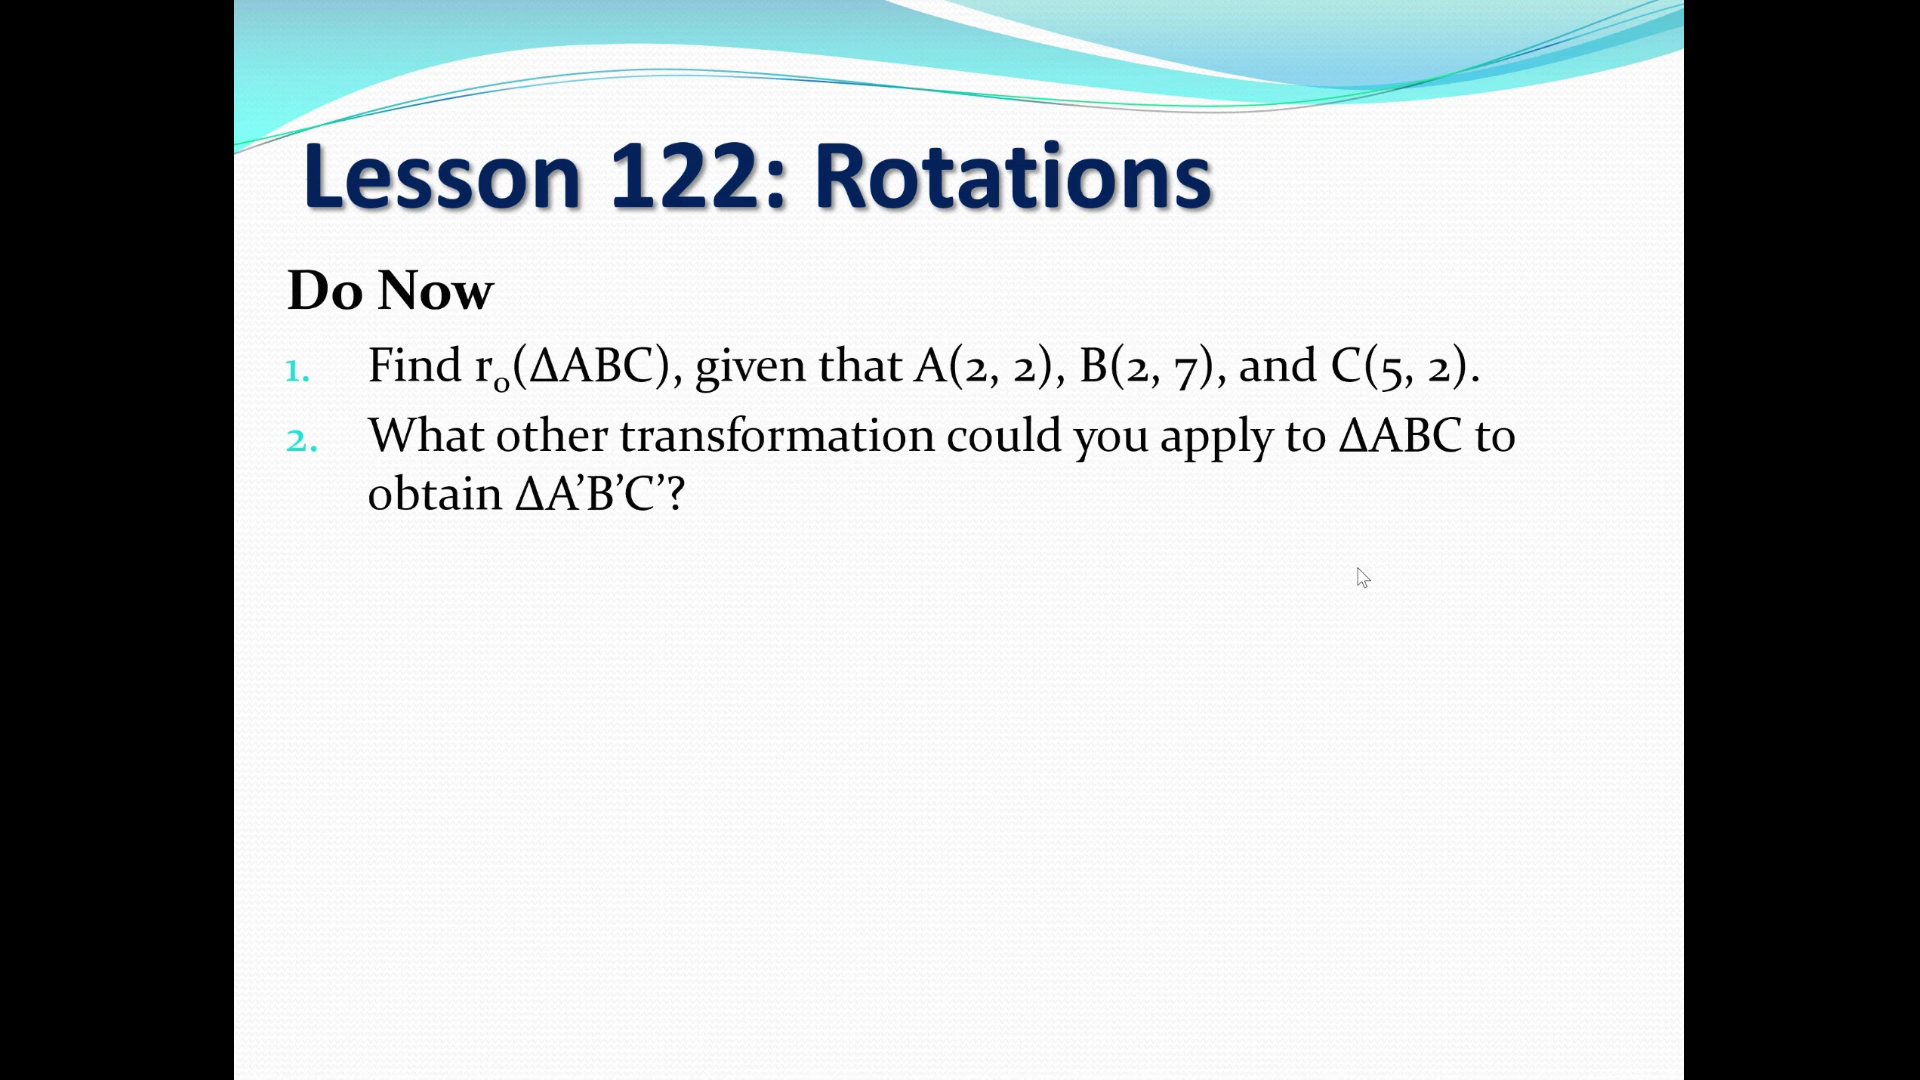 Lesson 122: Rotations
Do Now
1. Find r₀(ΔABC), given that A(2, 2), B(2, 7), and C(5, 2).
2. What other transformation could you apply to ΔABC to
obtain ΔA’B’C’?